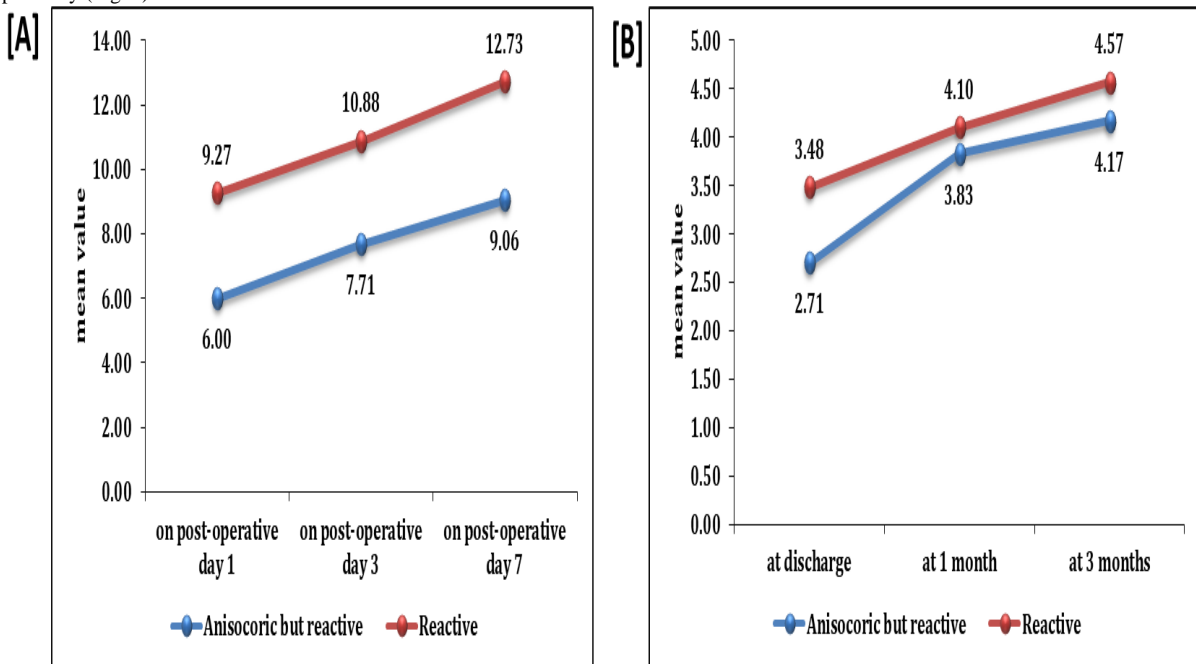 [A]
14.00
12.00
10.00
8.00
6.00
4.00
2.00
0.00
mean value
9.27
10.88
12.73
6.00
7.71
9.06
on post-operative day 1
on post-operative day 3
on post-operative day 7
Anisocoric but reactive
Reactive
[B]
5.00
4.50
4.00
3.50
3.00
2.50
2.00
1.50
1.00
0.50
0.00
mean value
3.48
4.10
4.57
2.71
3.83
4.17
at discharge
at 1 month
at 3 months
Anisocoric but reactive
Reactive